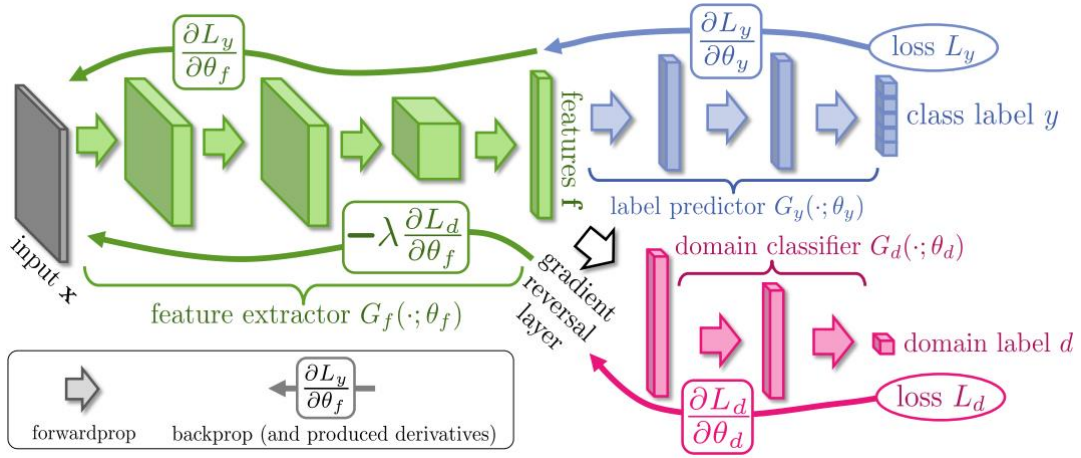 ∂L_y/∂θ_f
∂L_y/∂θ_y
loss L_y
features f
class label y
label predictor G_y(·;θ_y)
input x
−λ ∂L_d/∂θ_f
feature extractor G_f(·;θ_f)
gradient
reversal
layer
domain classifier G_d(·;θ_d)
domain label d
∂L_d/∂θ_d
loss L_d
∂L_y/∂θ_f
forwardprop
backprop (and produced derivatives)